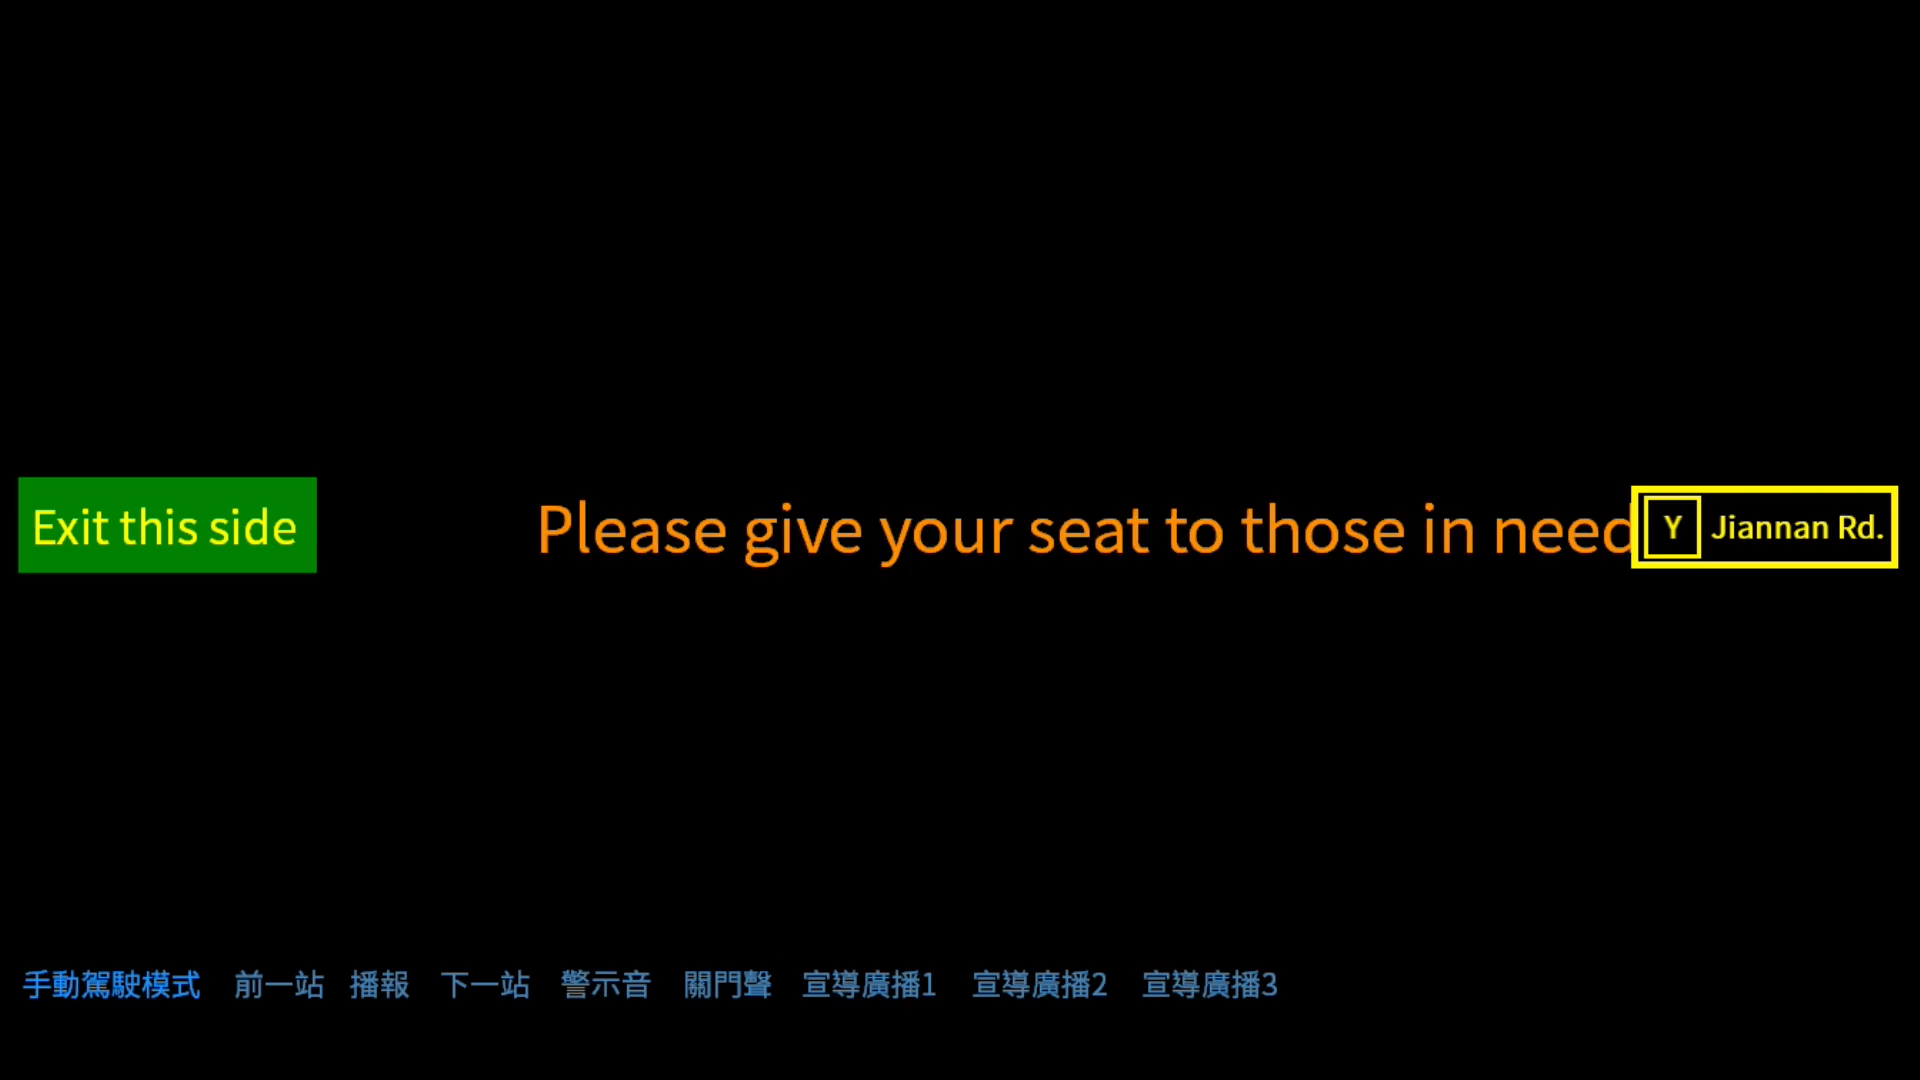 Exit this side
Please give your seat to those in need
Y Jiannan Rd.
手動駕駛模式 前一站 播報 下一站 警示音 關門聲 宣導廣播1 宣導廣播2 宣導廣播3